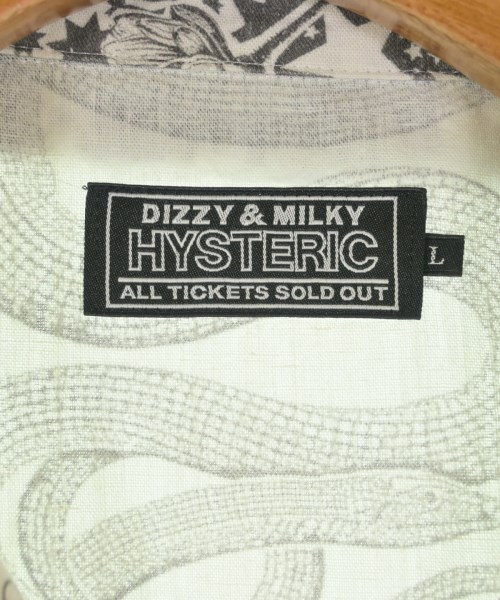 DIZZY & MILKY
HYSTERIC
ALL TICKETS SOLD OUT
L